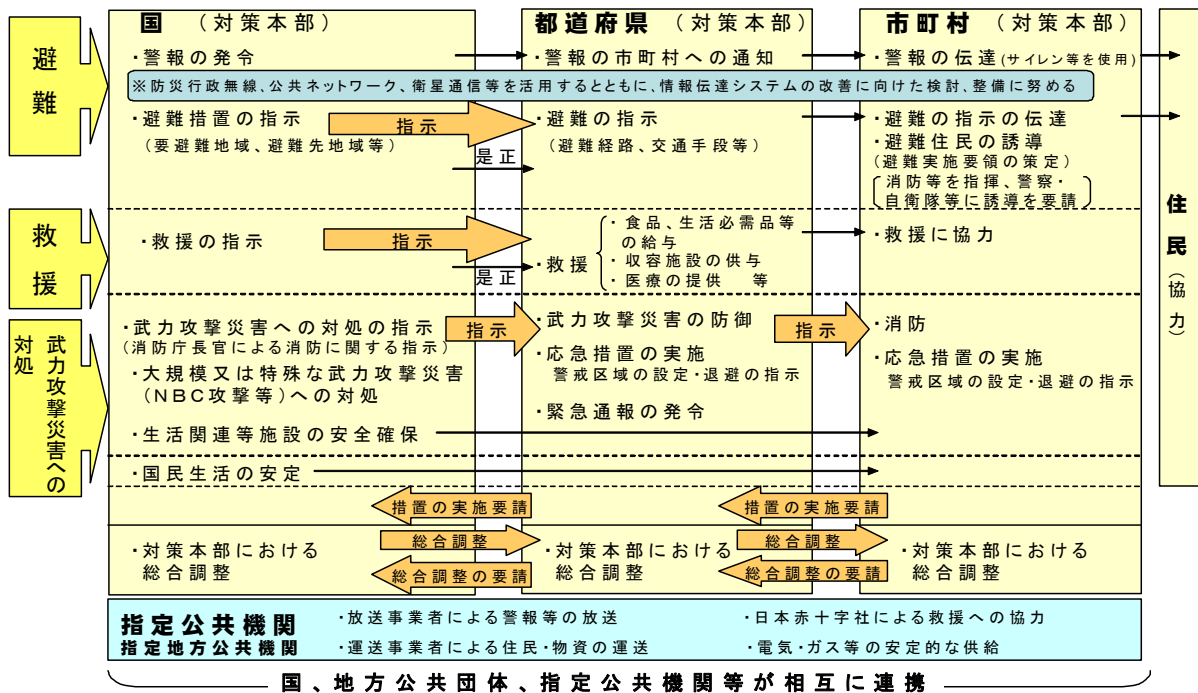 国（対策本部）
都道府県（対策本部）
市町村（対策本部）
避難
・警報の発令
・警報の市町村への通知
・警報の伝達(サイレン等を使用)
※防災行政無線、公共ネットワーク、衛星通信等を活用するとともに、情報伝達システムの改善に向けた検討、整備に努める
・避難措置の指示
（要避難地域、避難先地域等）
指示
是正
・避難の指示
（避難経路、交通手段等）
・避難の指示の伝達
・避難住民の誘導
（避難実施要領の策定）
消防等を指揮、警察・
自衛隊等に誘導を要請
住民（協力）
救援
・救援の指示
指示
是正
・救援
・食品、生活必需品等
の給与
・収容施設の供与
・医療の提供　等
・救援に協力
武力攻撃災害への
対処
・武力攻撃災害への対処の指示
（消防庁長官による消防に関する指示）
・大規模又は特殊な武力攻撃災害
（ＮＢＣ攻撃等）への対処
・生活関連等施設の安全確保
指示
・武力攻撃災害の防御
・応急措置の実施
警戒区域の設定・退避の指示
・緊急通報の発令
指示
・消防
・応急措置の実施
警戒区域の設定・退避の指示
・国民生活の安定
措置の実施要請
措置の実施要請
・対策本部における
総合調整
総合調整
総合調整の要請
・対策本部における
総合調整
総合調整
総合調整の要請
・対策本部における
総合調整
指定公共機関
指定地方公共機関
・放送事業者による警報等の放送
・日本赤十字社による救援への協力
・運送事業者による住民・物資の運送
・電気・ガス等の安定的な供給
国、地方公共団体、指定公共機関等が相互に連携